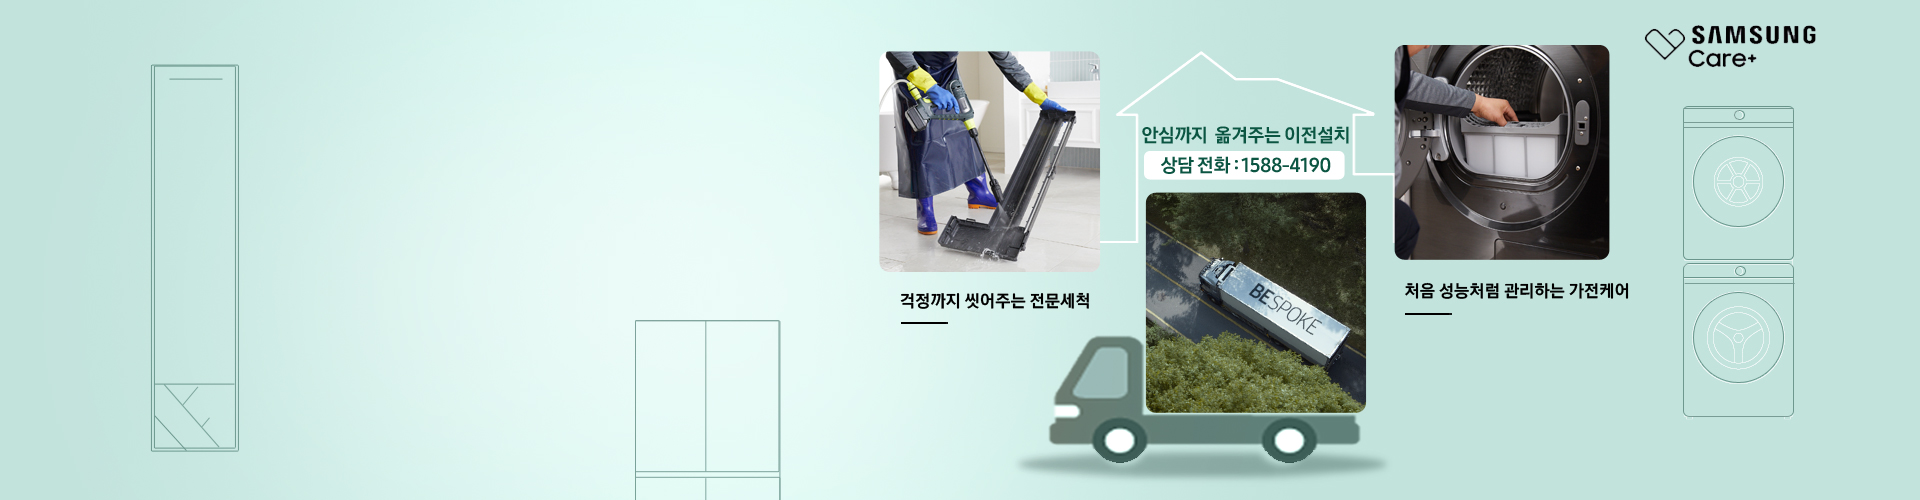 SAMSUNG
Care+
안심까지 옮겨주는 이전설치
상담 전화 : 1588-4190
BESPOKE
걱정까지 씻어주는 전문세척
처음 성능처럼 관리하는 가전케어